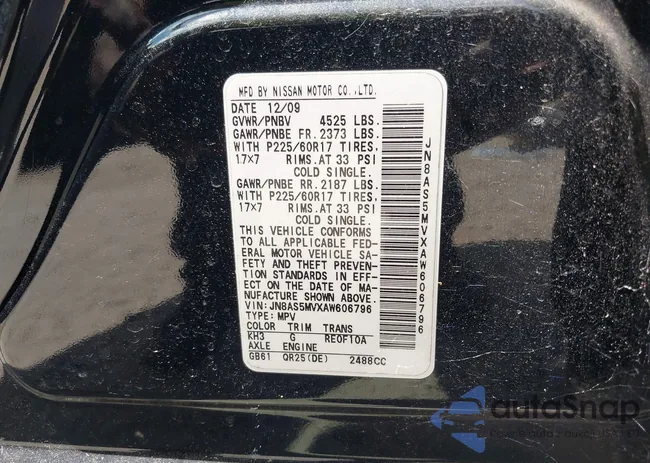 MFD BY NISSAN MOTOR CO.,LTD.
DATE 12/09
GVWR/PNBV 4525 LBS.
GAWR/PNBE FR.2373 LBS.
WITH P225/60R17 TIRES,
17×7 RIMS.AT 33 PSI
COLD SINGLE.
GAWR/PNBE RR.2187 LBS.
WITH P225/60R17 TIRES,
17×7 RIMS.AT 33 PSI
COLD SINGLE.
THIS VEHICLE CONFORMS
TO ALL APPLICABLE FED-
ERAL MOTOR VEHICLE SA-
FETY AND THEFT PREVEN-
TION STANDARDS IN EFF-
ECT ON THE DATE OF MA-
NUFACTURE SHOWN ABOVE.
VIN:JN8AS5MVXAW606796
TYPE:MPV
COLOR TRIM TRANS
KH3 G RE0F10A
AXLE ENGINE
GB61 QR25(DE) 2488CC
JN8AS5MVXAW606796
autoSnap